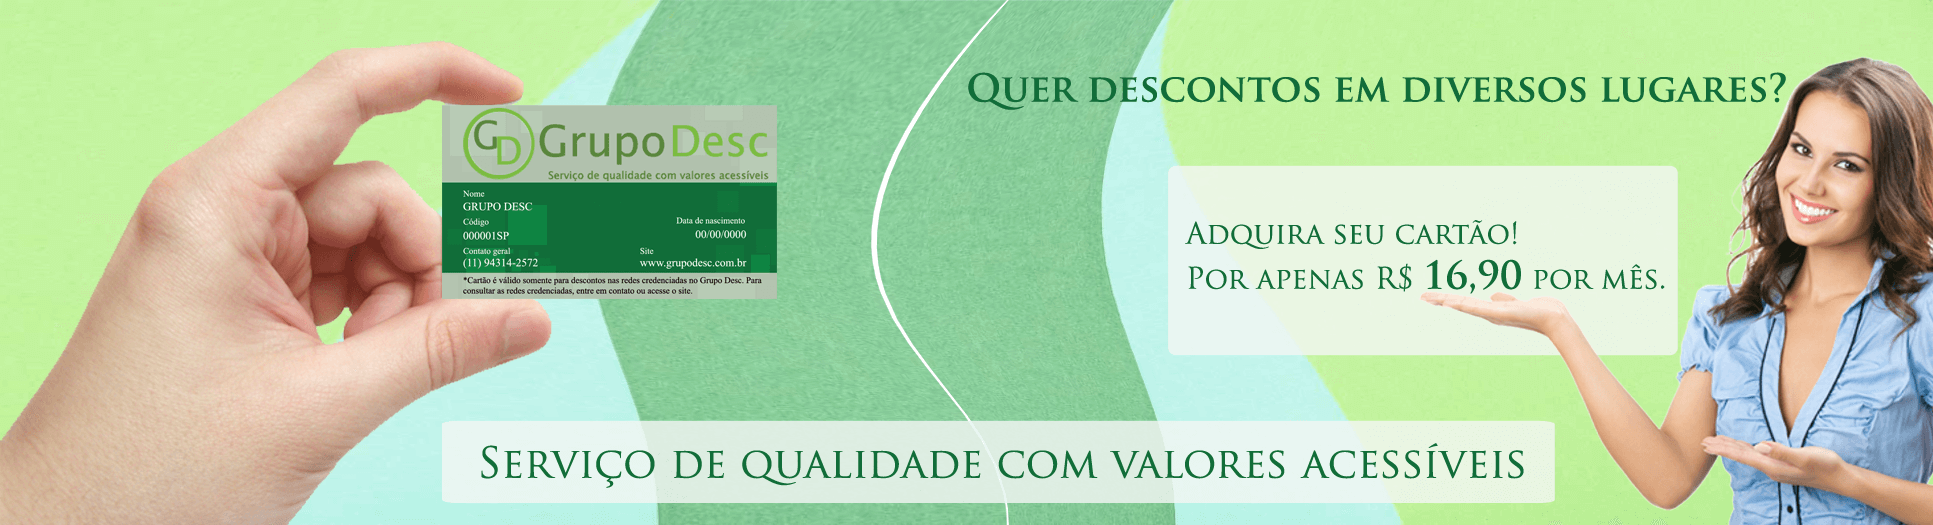 GD GrupoDesc
Serviço de qualidade com valores acessíveis
Nome
GRUPO DESC
Código
000001SP
Data de nascimento
00/00/0000
Contato geral
(11) 94314-2572
Site
www.grupodesc.com.br
*Cartão é válido somente para descontos nas redes credenciadas no Grupo Desc. Para
consultar as redes credenciadas, entre em contato ou acesse o site.
Quer descontos em diversos lugares?
Adquira seu cartão!
Por apenas R$ 16,90 por mês.
Serviço de qualidade com valores acessíveis